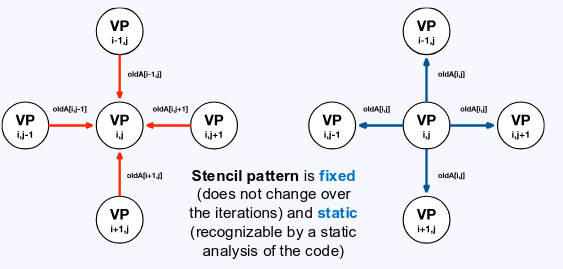 VP
i-1,j
oldA[i-1,j]
oldA[i,j-1]
oldA[i,j+1]
VP
i,j-1
VP
i,j
VP
i,j+1
oldA[i+1,j]
VP
i+1,j
VP
i-1,j
oldA[i,j]
oldA[i,j]
oldA[i,j]
VP
i,j-1
VP
i,j
VP
i,j+1
oldA[i,j]
VP
i+1,j
Stencil pattern is fixed
(does not change over
the iterations) and static
(recognizable by a static
analysis of the code)